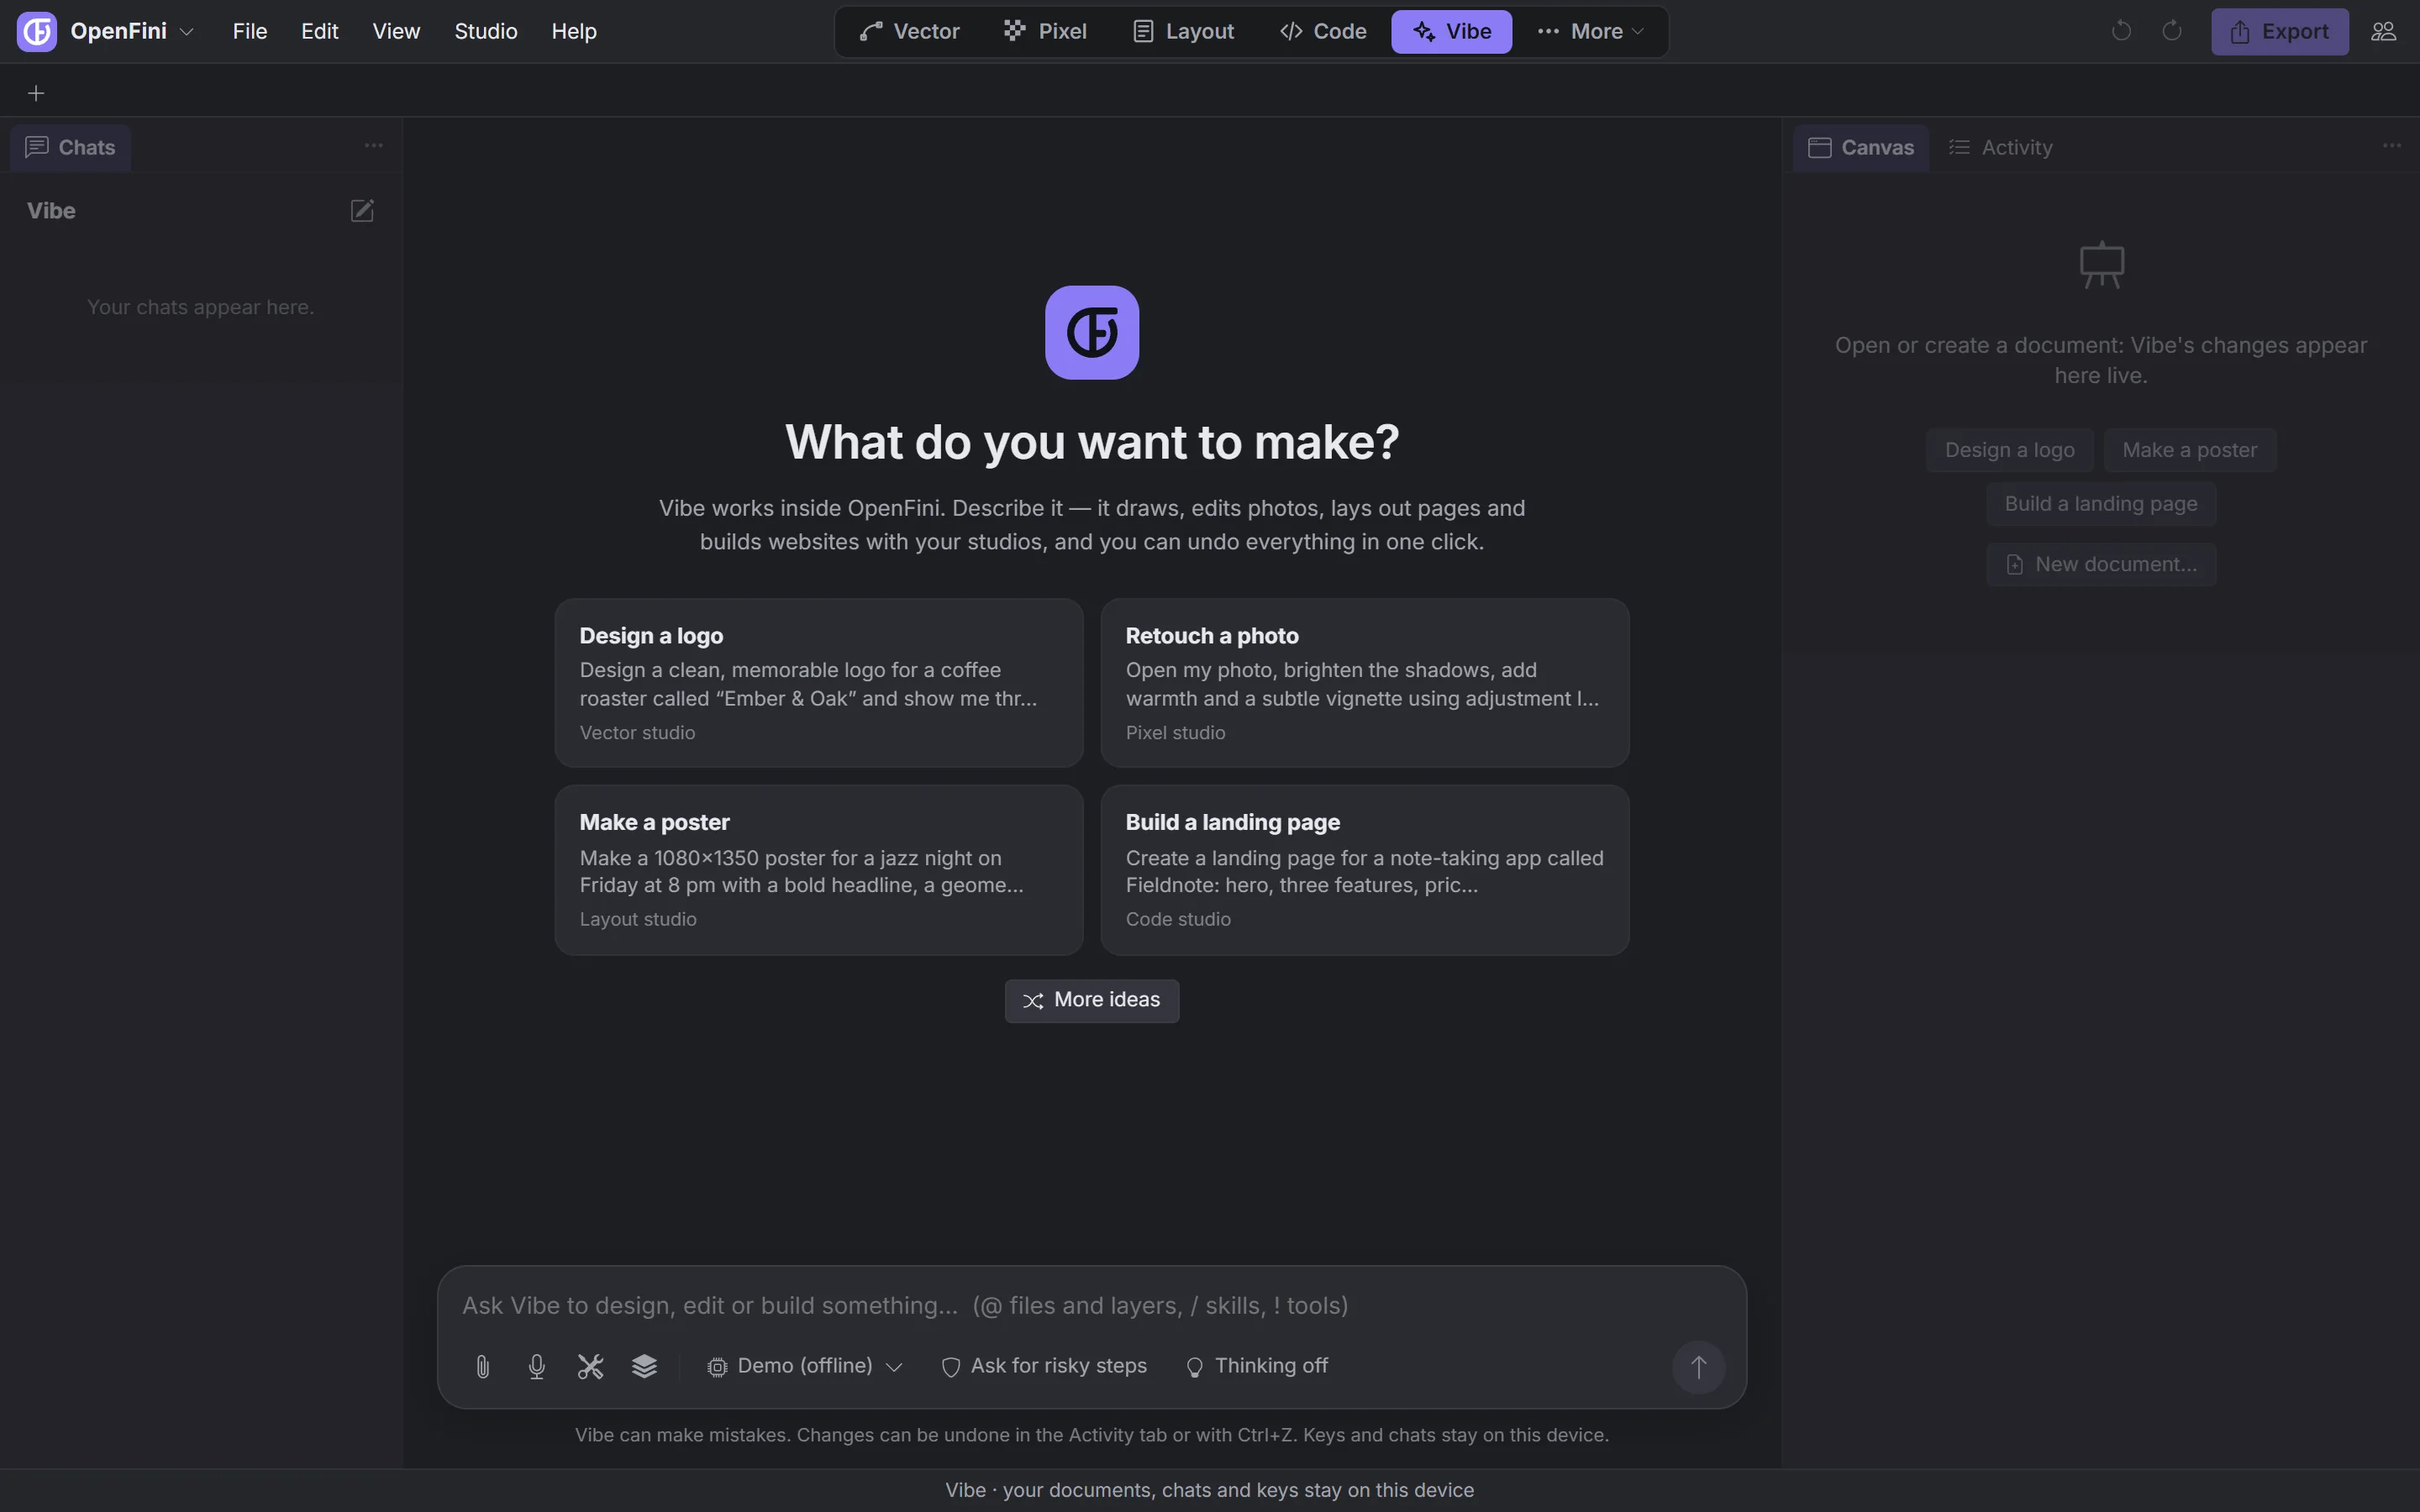 OpenFini File Edit View Studio Help Vector Pixel Layout Code Vibe More Export
Chats
Vibe
Your chats appear here.
What do you want to make?
Vibe works inside OpenFini. Describe it — it draws, edits photos, lays out pages and
builds websites with your studios, and you can undo everything in one click.
Design a logo
Design a clean, memorable logo for a coffee
roaster called “Ember & Oak” and show me thr...
Vector studio
Retouch a photo
Open my photo, brighten the shadows, add
warmth and a subtle vignette using adjustment l...
Pixel studio
Make a poster
Make a 1080×1350 poster for a jazz night on
Friday at 8 pm with a bold headline, a geome...
Layout studio
Build a landing page
Create a landing page for a note-taking app called
Fieldnote: hero, three features, pric...
Code studio
More ideas
Ask Vibe to design, edit or build something... (@ files and layers, / skills, ! tools)
Demo (offline) Ask for risky steps Thinking off
Vibe can make mistakes. Changes can be undone in the Activity tab or with Ctrl+Z. Keys and chats stay on this device.
Canvas Activity
Open or create a document: Vibe's changes appear
here live.
Design a logo Make a poster
Build a landing page
New document...
Vibe · your documents, chats and keys stay on this device